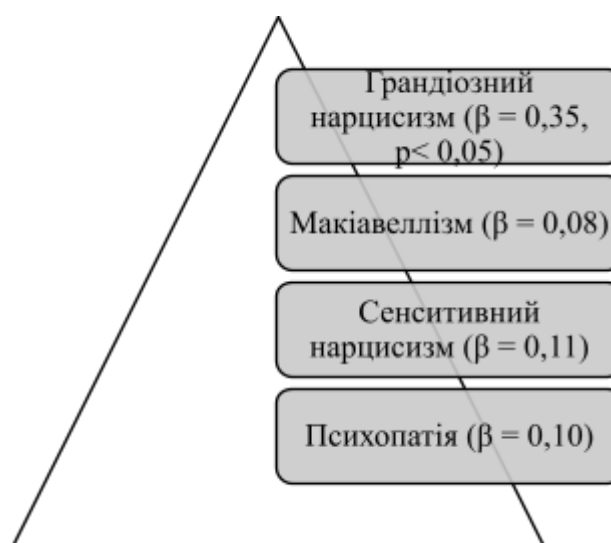 Грандіозний
нарцисизм (β = 0,35,
p< 0,05)
Макіавеллізм (β = 0,08)
Сенситивний
нарцисизм (β = 0,11)
Психопатія (β = 0,10)